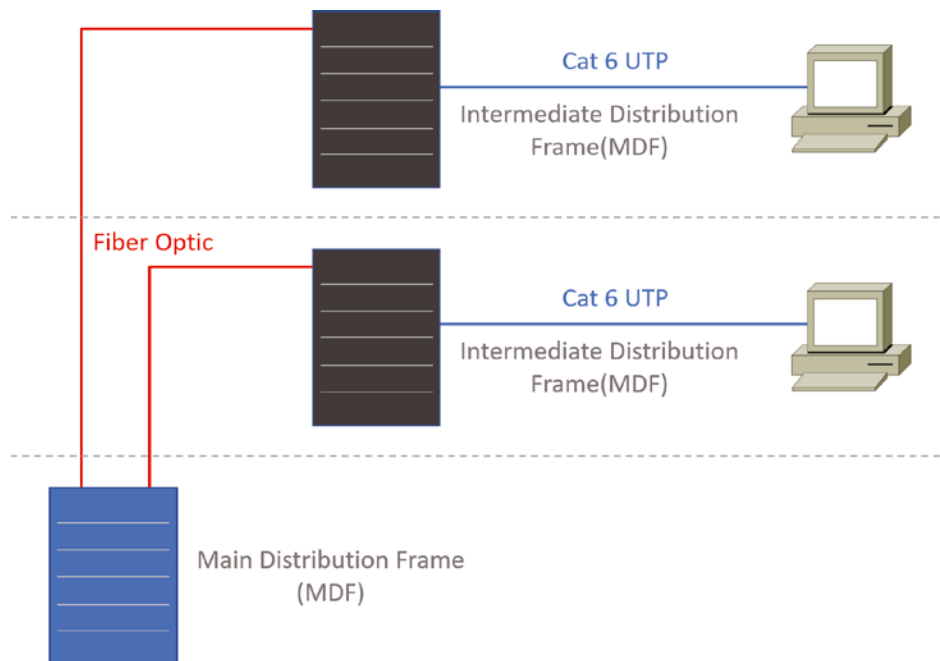 Cat 6 UTP
Intermediate Distribution
Frame(MDF)
Fiber Optic
Cat 6 UTP
Intermediate Distribution
Frame(MDF)
Main Distribution Frame
(MDF)